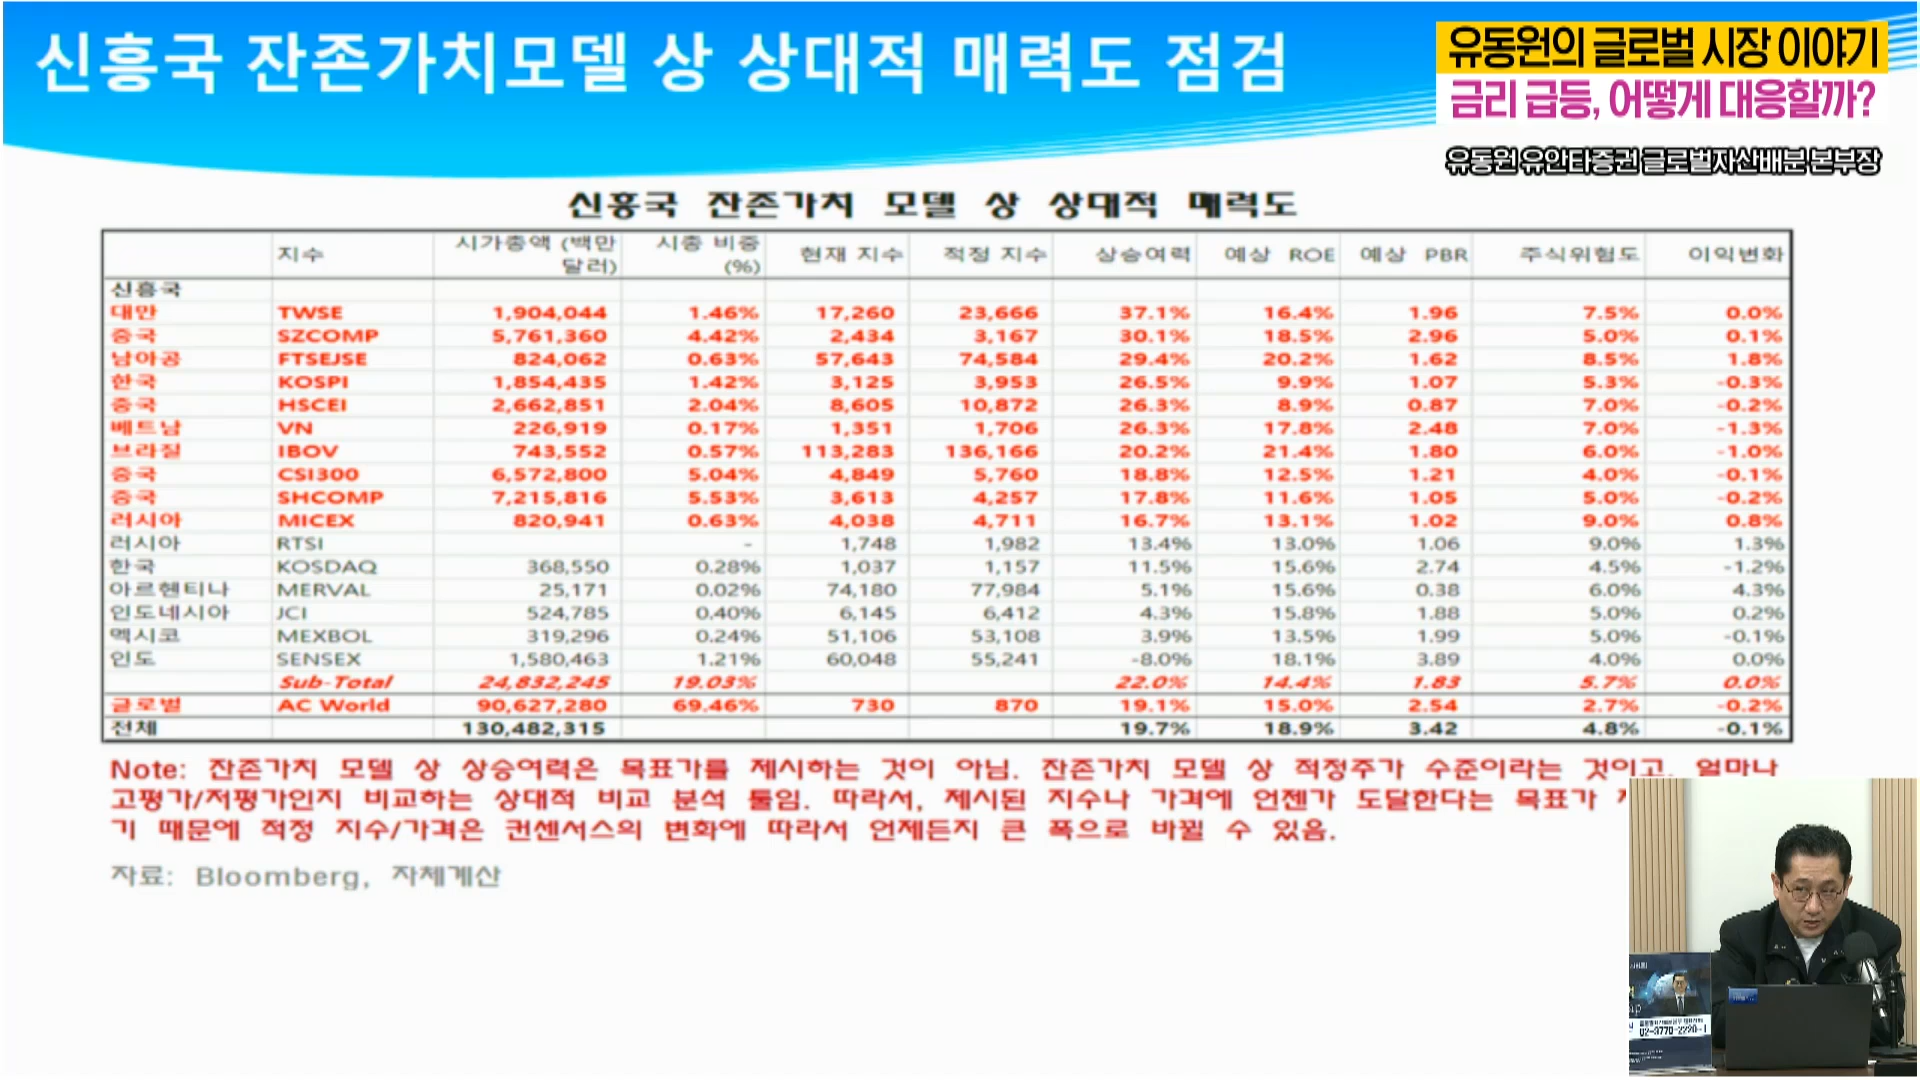 신흥국 잔존가치모델 상 상대적 매력도 점검
유동원의 글로벌 시장 이야기
금리 급등, 어떻게 대응할까?
유동원 유안타증권 글로벌자산배분 본부장
신흥국 잔존가치 모델 상 상대적 매력도
지수 시가총액 (백만 달러) 시총 비중 (%) 현재 지수 적정 지수 상승여력 예상 ROE 예상 PBR 주식위험도 이익변화
신흥국
대만 TWSE 1,904,044 1.46% 17,260 23,666 37.1% 16.4% 1.96 7.5% 0.0%
중국 SZCOMP 5,761,360 4.42% 2,434 3,167 30.1% 18.5% 2.96 5.0% 0.1%
남아공 FTSEJSE 824,062 0.63% 57,643 74,584 29.4% 20.2% 1.62 8.5% 1.8%
한국 KOSPI 1,854,435 1.42% 3,125 3,953 26.5% 9.9% 1.07 5.3% -0.3%
중국 HSCEI 2,662,851 2.04% 8,605 10,872 26.3% 8.9% 0.87 7.0% -0.2%
베트남 VN 226,919 0.17% 1,351 1,706 26.3% 17.8% 2.48 7.0% -1.3%
브라질 IBOV 743,552 0.57% 113,283 136,166 20.2% 21.4% 1.80 6.0% -1.0%
중국 CSI300 6,572,800 5.04% 4,849 5,760 18.8% 12.5% 1.21 4.0% -0.1%
중국 SHCOMP 7,215,816 5.53% 3,613 4,257 17.8% 11.6% 1.05 5.0% -0.2%
러시아 MICEX 820,941 0.63% 4,038 4,711 16.7% 13.1% 1.02 9.0% 0.8%
러시아 RTSI - 1,748 1,982 13.4% 13.0% 1.06 9.0% 1.3%
한국 KOSDAQ 368,550 0.28% 1,037 1,157 11.5% 15.6% 2.74 4.5% -1.2%
아르헨티나 MERVAL 25,171 0.02% 74,180 77,984 5.1% 15.6% 0.38 6.0% 4.3%
인도네시아 JCI 524,785 0.40% 6,145 6,412 4.3% 15.8% 1.88 5.0% 0.2%
멕시코 MEXBOL 319,296 0.24% 51,106 53,108 3.9% 13.5% 1.99 5.0% -0.1%
인도 SENSEX 1,580,463 1.21% 60,048 55,241 -8.0% 18.1% 3.89 4.0% 0.0%
Sub-Total 24,832,245 19.03% 22.0% 14.4% 1.83 5.7% 0.0%
글로벌 AC World 90,627,280 69.46% 730 870 19.1% 15.0% 2.54 2.7% -0.2%
전체 130,482,315 19.7% 18.9% 3.42 4.8% -0.1%
Note: 잔존가치 모델 상 상승여력은 목표가를 제시하는 것이 아님. 잔존가치 모델 상 적정주가 수준이라는 것이고, 얼마나
고평가/저평가인지 비교하는 상대적 비교 분석 툴임. 따라서, 제시된 지수나 가격에 언젠가 도달한다는 목표가
기 때문에 적정 지수/가격은 컨센서스의 변화에 따라서 언제든지 큰 폭으로 바뀔 수 있음.
자료: Bloomberg, 자체계산
02-3770-2220~1